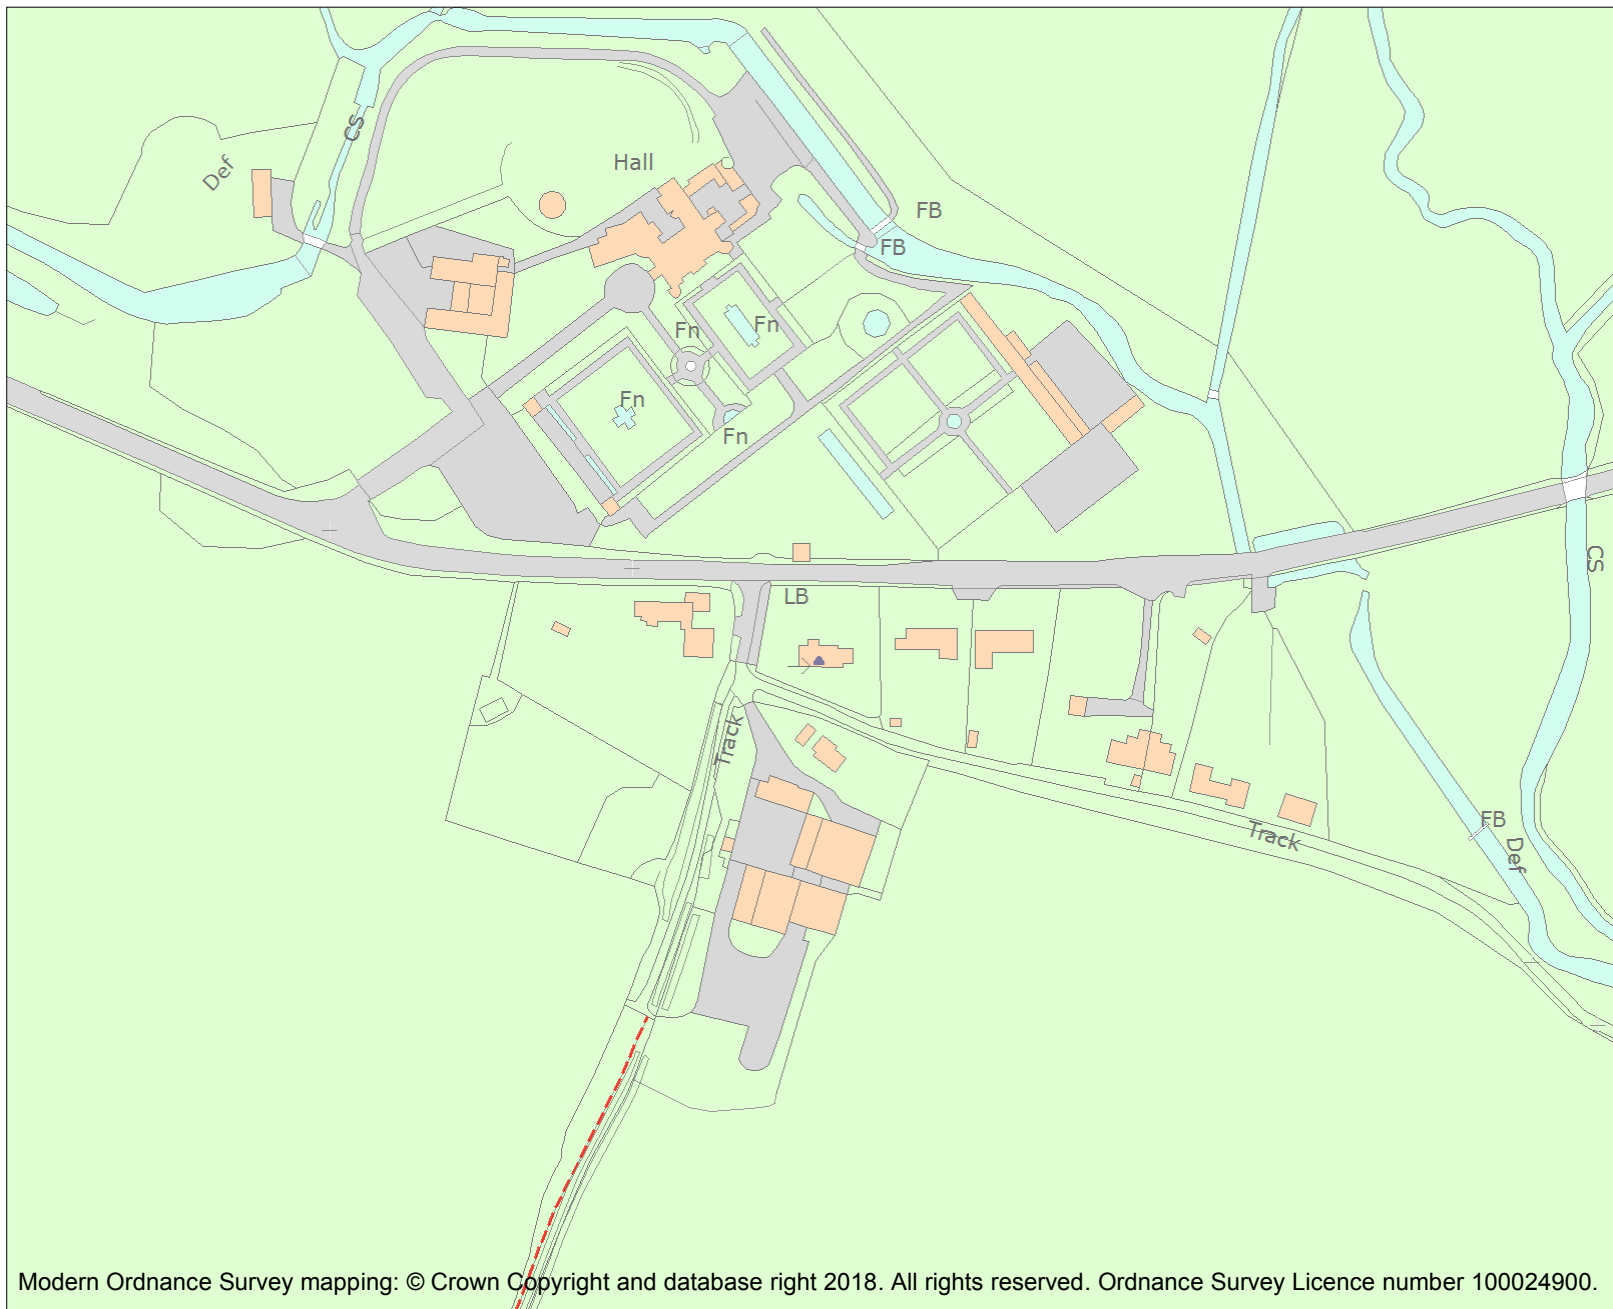 CS
Def
Hall
FB
FB
Fn
Fn
Fn
Fn
CS
LB
Track
FB
Track
Def
Modern Ordnance Survey mapping: © Crown Copyright and database right 2018. All rights reserved. Ordnance Survey Licence number 100024900.